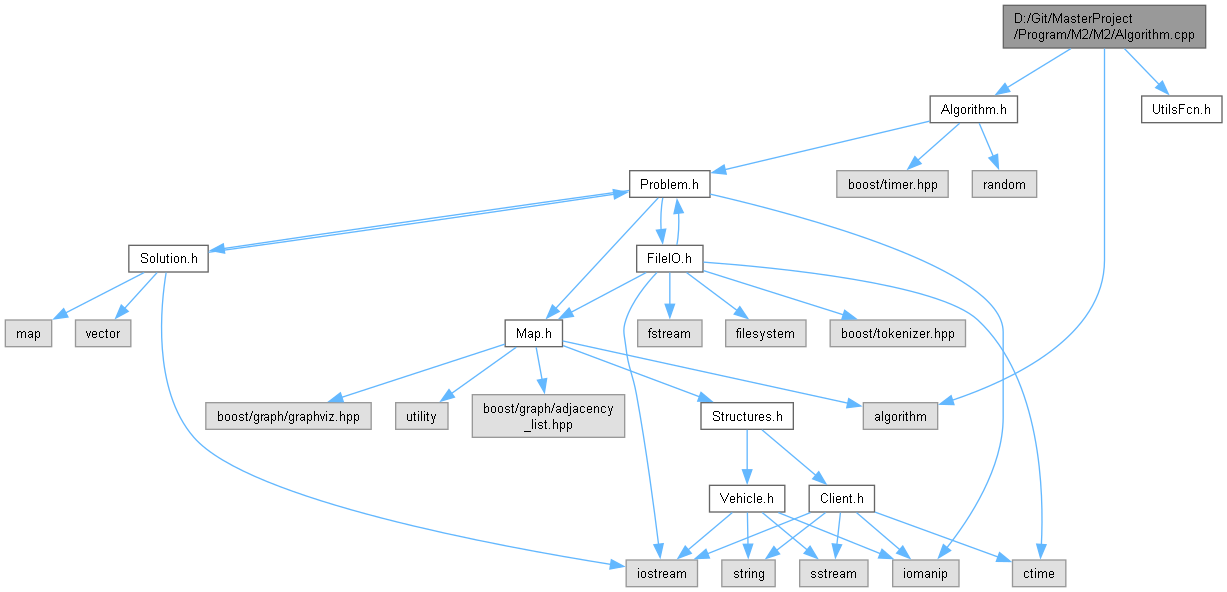 D:/Git/MasterProject
/Program/M2/M2/Algorithm.cpp
Algorithm.h
UtilsFcn.h
Problem.h
boost/timer.hpp
random
Solution.h
FileIO.h
map
vector
Map.h
fstream
filesystem
boost/tokenizer.hpp
boost/graph/graphviz.hpp
utility
boost/graph/adjacency
_list.hpp
Structures.h
algorithm
Vehicle.h
Client.h
iostream
string
sstream
iomanip
ctime